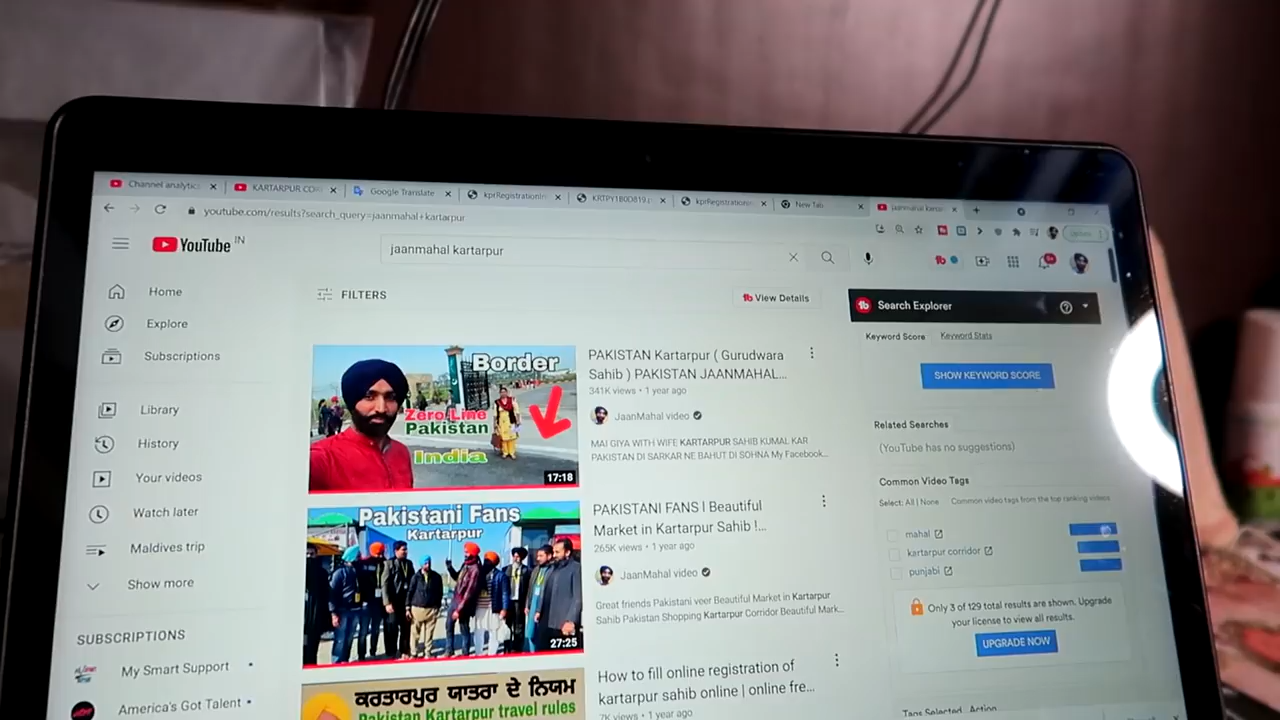 Channel analytics
KARTARPUR CO
Google Translate
kprRegistrationIn
KRTPY1800819.p
kprRegistration
New Tab
jaanmahal karta
youtube.com/results?search_query=jaanmahal+kartarpur
Update
YouTube IN
jaanmahal kartarpur
Home
Explore
Subscriptions
Library
History
Your videos
Watch later
Maldives trip
Show more
SUBSCRIPTIONS
My Smart Support
America's Got Talent
FILTERS
View Details
Border
Zero Line
Pakistan
India
17:18
PAKISTAN Kartarpur ( Gurudwara
Sahib ) PAKISTAN JAANMAHAL...
341K views • 1 year ago
JaanMahal video
MAI GIYA WITH WIFE KARTARPUR SAHIB KUMAL KAR
PAKISTAN DI SARKAR NE BAHUT DI SOHNA My Facebook...
Pakistani Fans
Kartarpur
27:25
PAKISTANI FANS l Beautiful
Market in Kartarpur Sahib !...
265K views • 1 year ago
JaanMahal video
Great friends Pakistani veer Beautiful Market in Kartarpur
Sahib Pakistan Shopping Kartarpur Corridor Beautiful Mark...
ਕਰਤਾਰਪੁਰ ਯਾਤਰਾ ਦੇ ਨਿਯਮ
Pakistan Kartarpur travel rules
How to fill online registration of
kartarpur sahib online | online fre...
7K views • 1 year ago
Search Explorer
Keyword Score
Keyword Stats
SHOW KEYWORD SCORE
Related Searches
(YouTube has no suggestions)
Common Video Tags
Select: All | None
Common video tags from the top ranking videos
mahal
kartarpur corridor
punjabi
Only 3 of 129 total results are shown. Upgrade
your license to view all results.
UPGRADE NOW
Tags Selected. Action